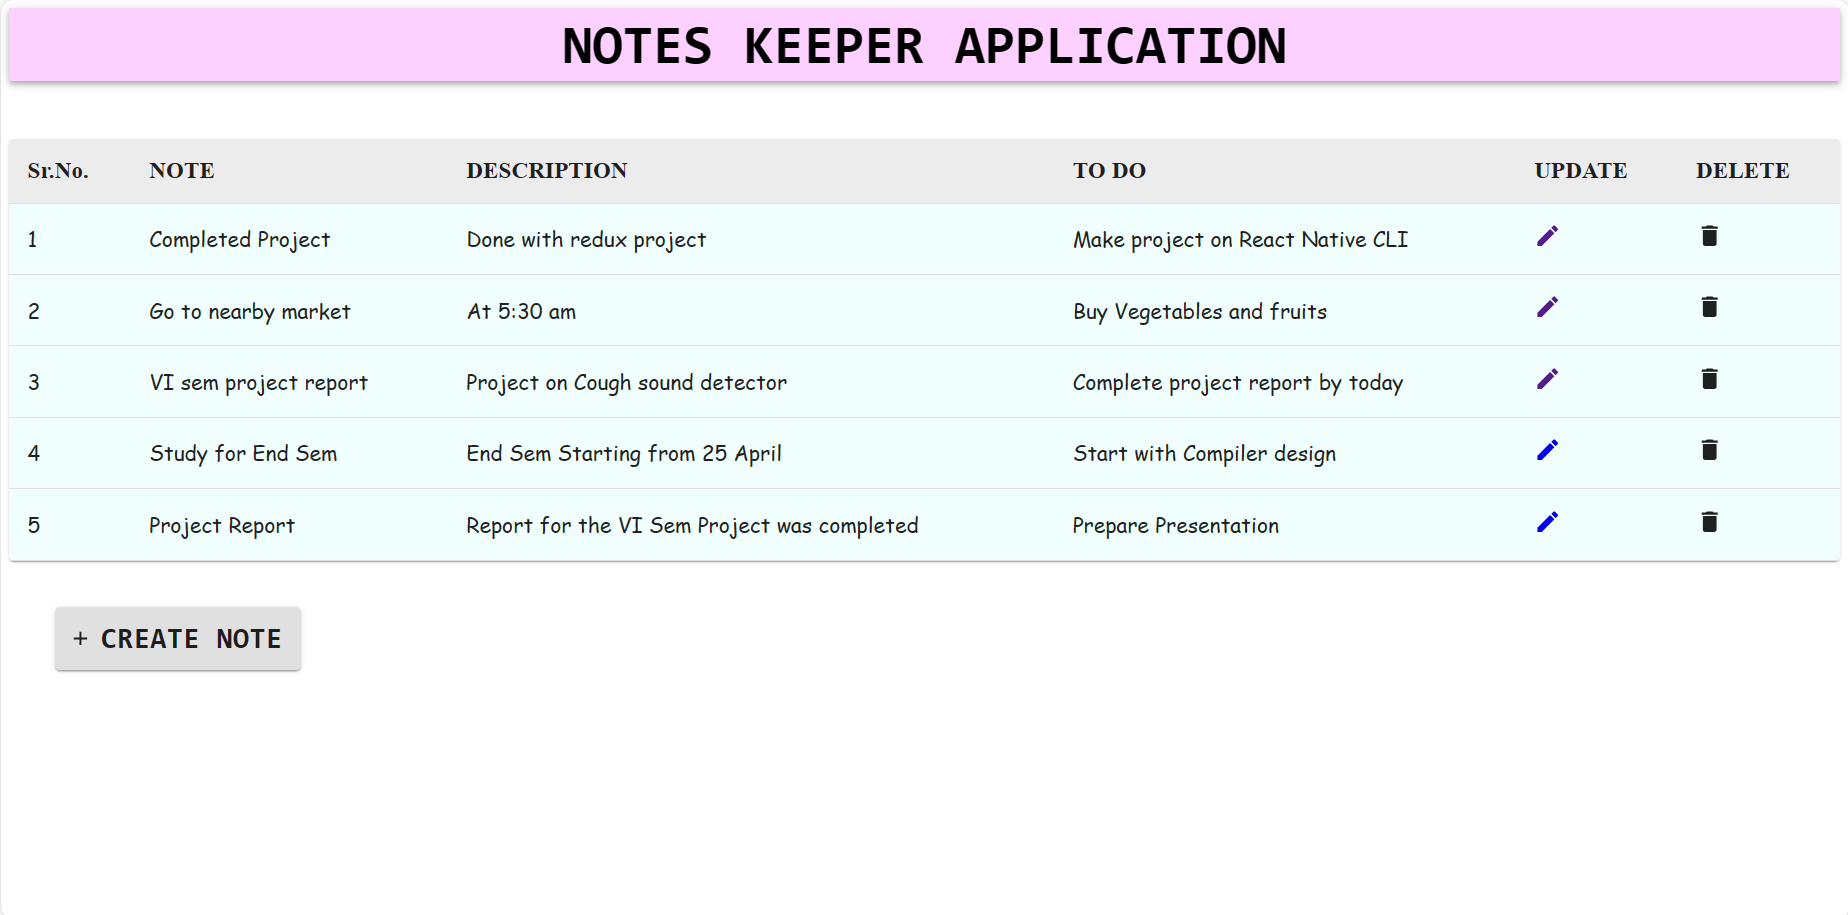 NOTES KEEPER APPLICATION
Sr.No. NOTE DESCRIPTION TO DO UPDATE DELETE
1 Completed Project Done with redux project Make project on React Native CLI
2 Go to nearby market At 5:30 am Buy Vegetables and fruits
3 VI sem project report Project on Cough sound detector Complete project report by today
4 Study for End Sem End Sem Starting from 25 April Start with Compiler design
5 Project Report Report for the VI Sem Project was completed Prepare Presentation
+ CREATE NOTE